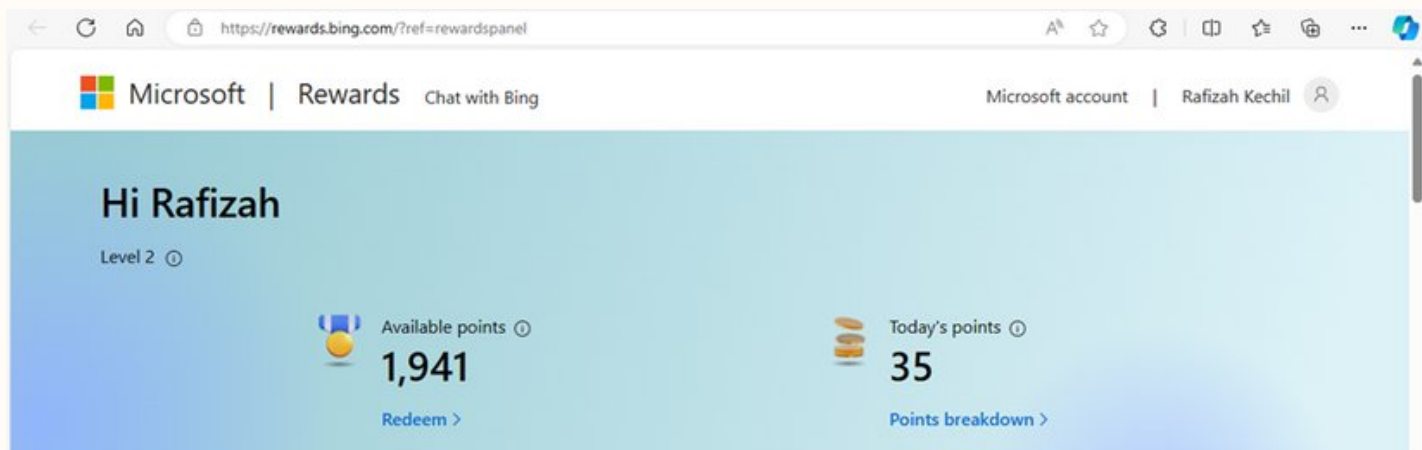 https://rewards.bing.com/?ref=rewardspanel
Microsoft | Rewards Chat with Bing Microsoft account | Rafizah Kechil
Hi Rafizah
Level 2
Available points Today's points
1,941 35
Redeem > Points breakdown >